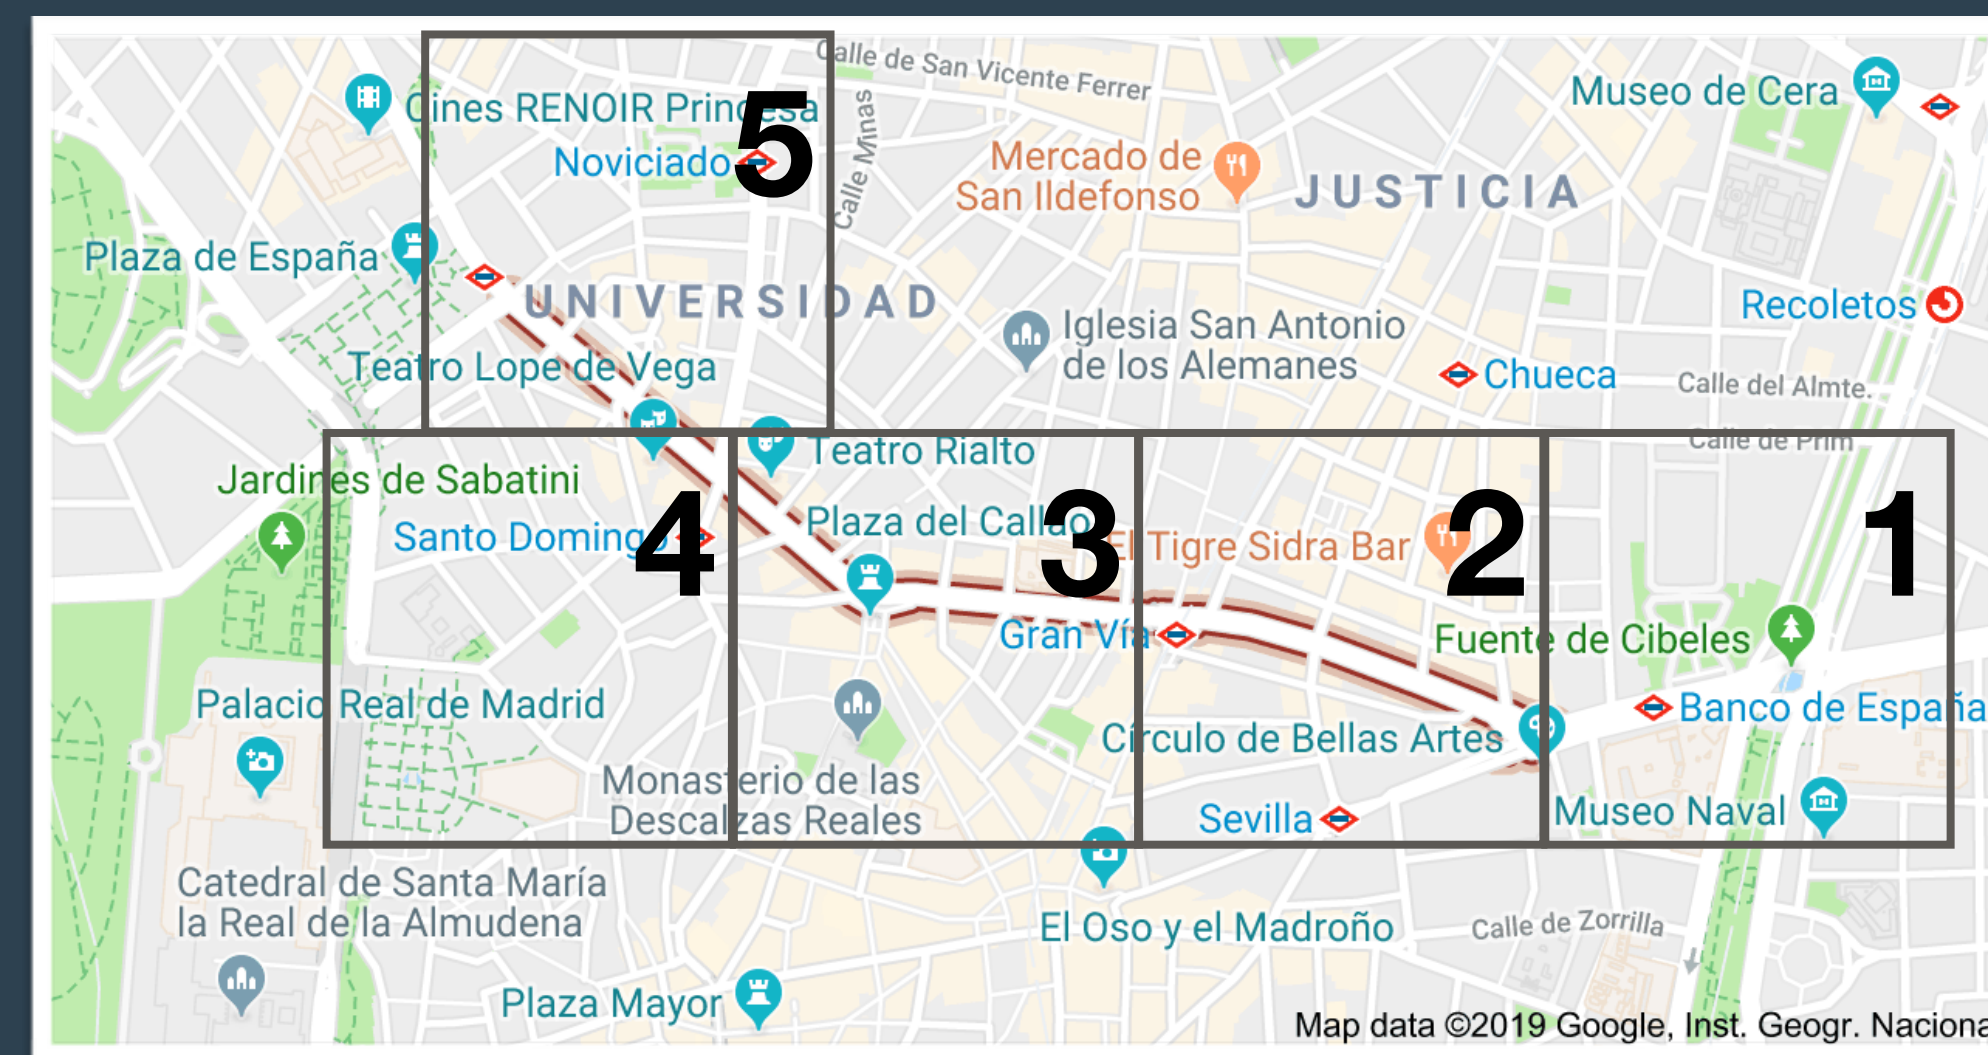 Calle de San Vicente Ferrer
Museo de Cera
Cines RENOIR Princesa
5
Noviciado
Calle Minas
Mercado de
San Ildefonso
JUSTICIA
Plaza de España
UNIVERSIDAD
Recoletos
Iglesia San Antonio
de los Alemanes
Teatro Lope de Vega
Chueca
Calle del Almte.
Calle de Prim
Teatro Rialto
Jardines de Sabatini
Santo Domingo
4
Plaza del Callao
3
El Tigre Sidra Bar
2
1
Gran Vía
Fuente de Cibeles
Palacio Real de Madrid
Banco de España
Círculo de Bellas Artes
Monasterio de las
Descalzas Reales
Sevilla
Museo Naval
Catedral de Santa María
la Real de la Almudena
El Oso y el Madroño
Calle de Zorrilla
Plaza Mayor
Map data ©2019 Google, Inst. Geogr. Naciona